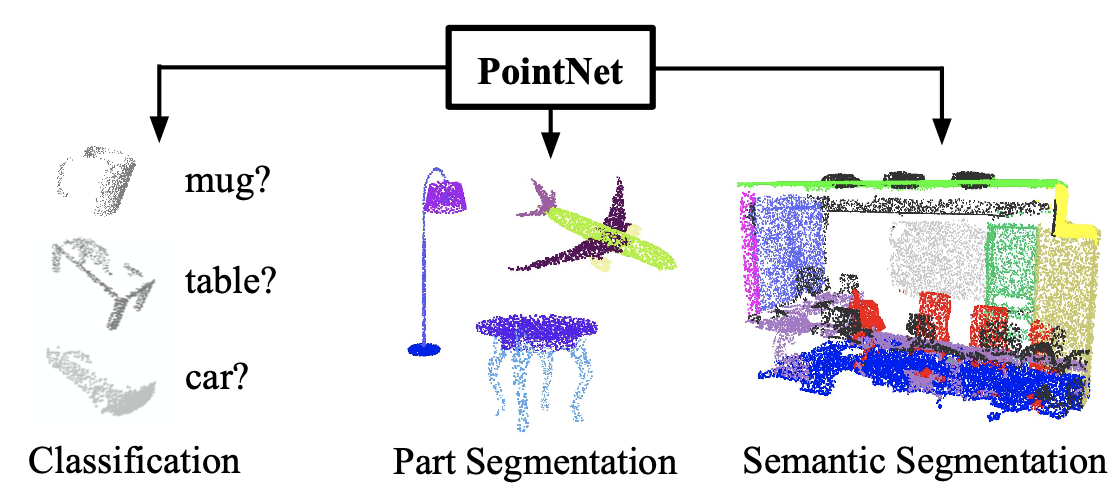 PointNet
mug?
table?
car?
Classification
Part Segmentation
Semantic Segmentation